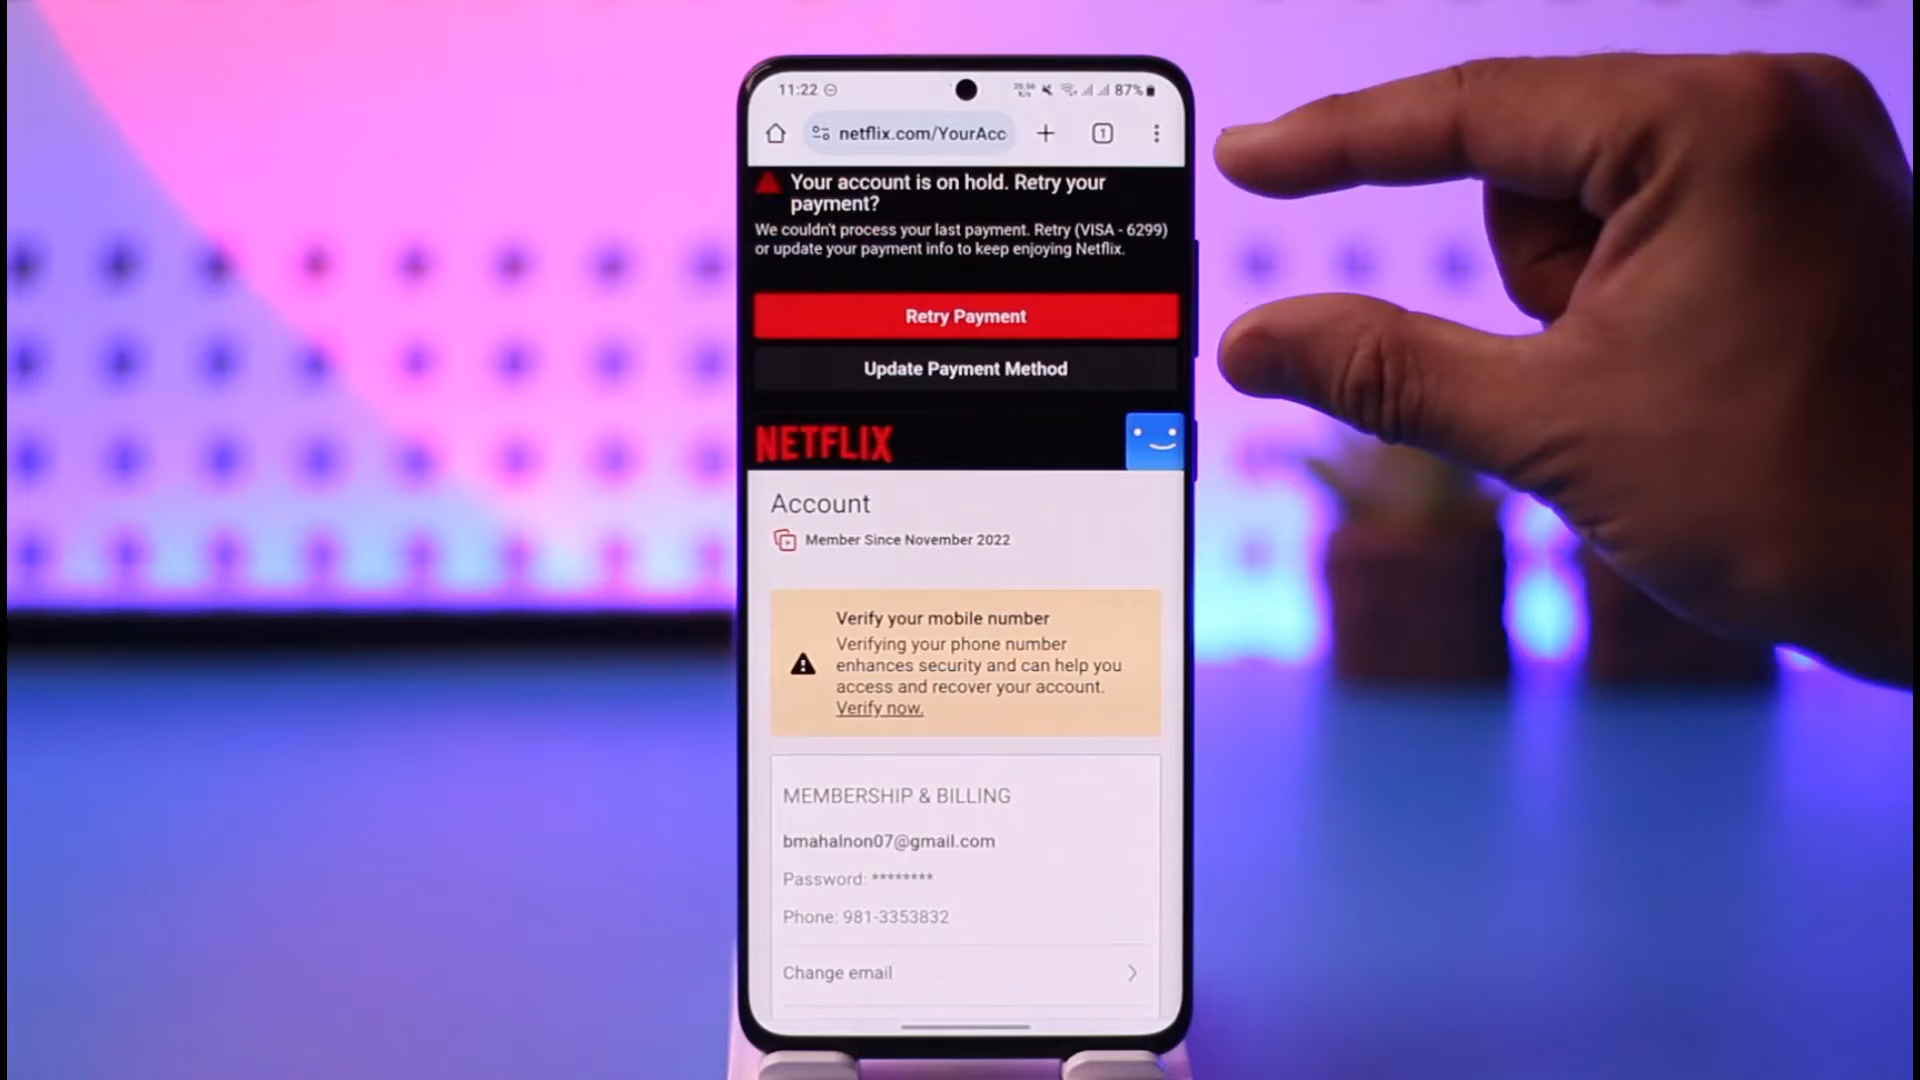 11:22 87%
netflix.com/YourAcc 1
Your account is on hold. Retry your
payment?
We couldn't process your last payment. Retry (VISA - 6299)
or update your payment info to keep enjoying Netflix.
Retry Payment
Update Payment Method
NETFLIX
Account
Member Since November 2022
Verify your mobile number
Verifying your phone number
enhances security and can help you
access and recover your account.
Verify now.
MEMBERSHIP & BILLING
bmahalnon07@gmail.com
Password: ********
Phone: 981-3353832
Change email